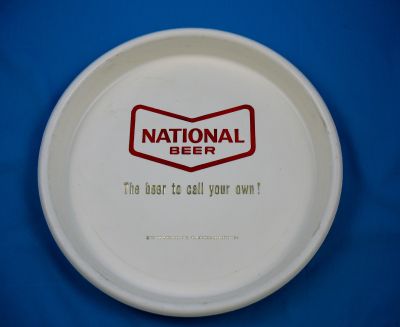 NATIONAL
BEER
The beer to call your own!